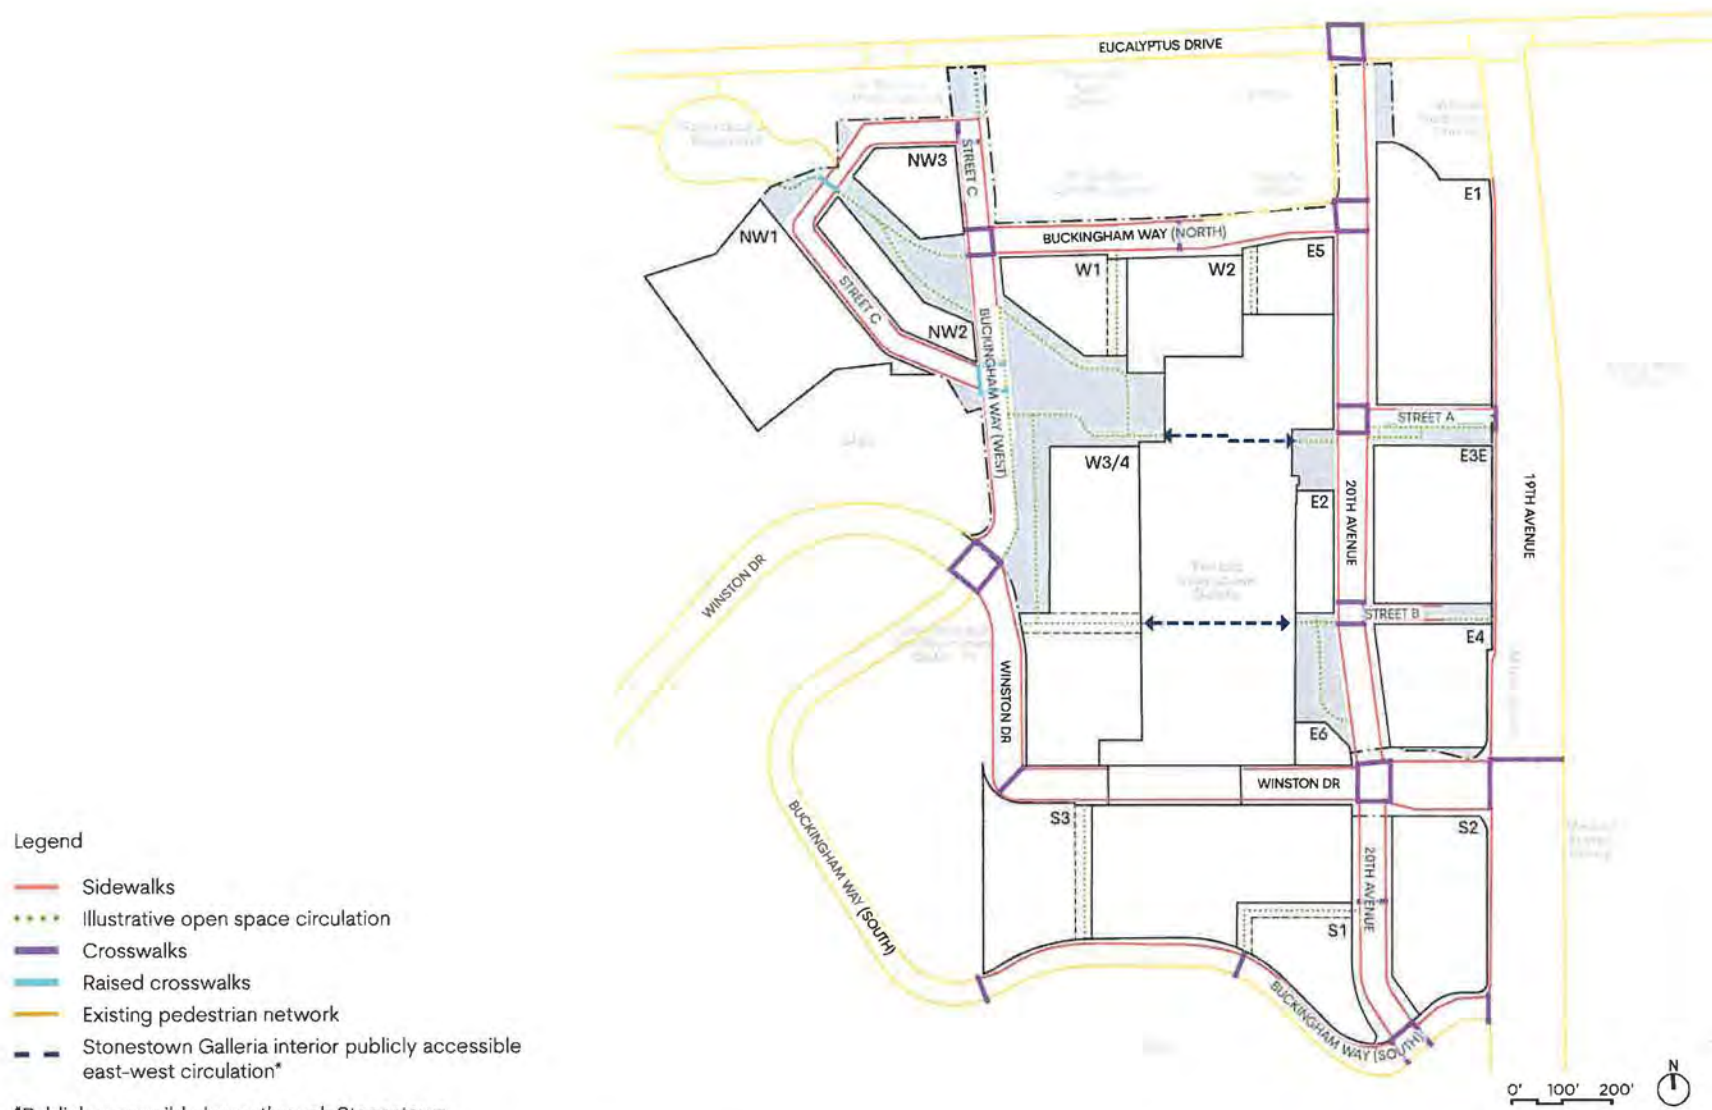 EUCALYPTUS DRIVE
NW3
STREET C
E1
NW1
BUCKINGHAM WAY (NORTH)
E5
W1
W2
STREET C
NW2
BUCKINGHAM WAY (WEST)
STREET A
W3/4
E3E
E2
20TH AVENUE
19TH AVENUE
WINSTON DR
STREET B
E4
WINSTON DR
E6
WINSTON DR
S3
S2
BUCKINGHAM WAY (SOUTH)
20TH AVENUE
S1
BUCKINGHAM WAY (SOUTH)
Legend
Sidewalks
Illustrative open space circulation
Crosswalks
Raised crosswalks
Existing pedestrian network
Stonestown Galleria interior publicly accessible
east-west circulation*
N
0' 100' 200'